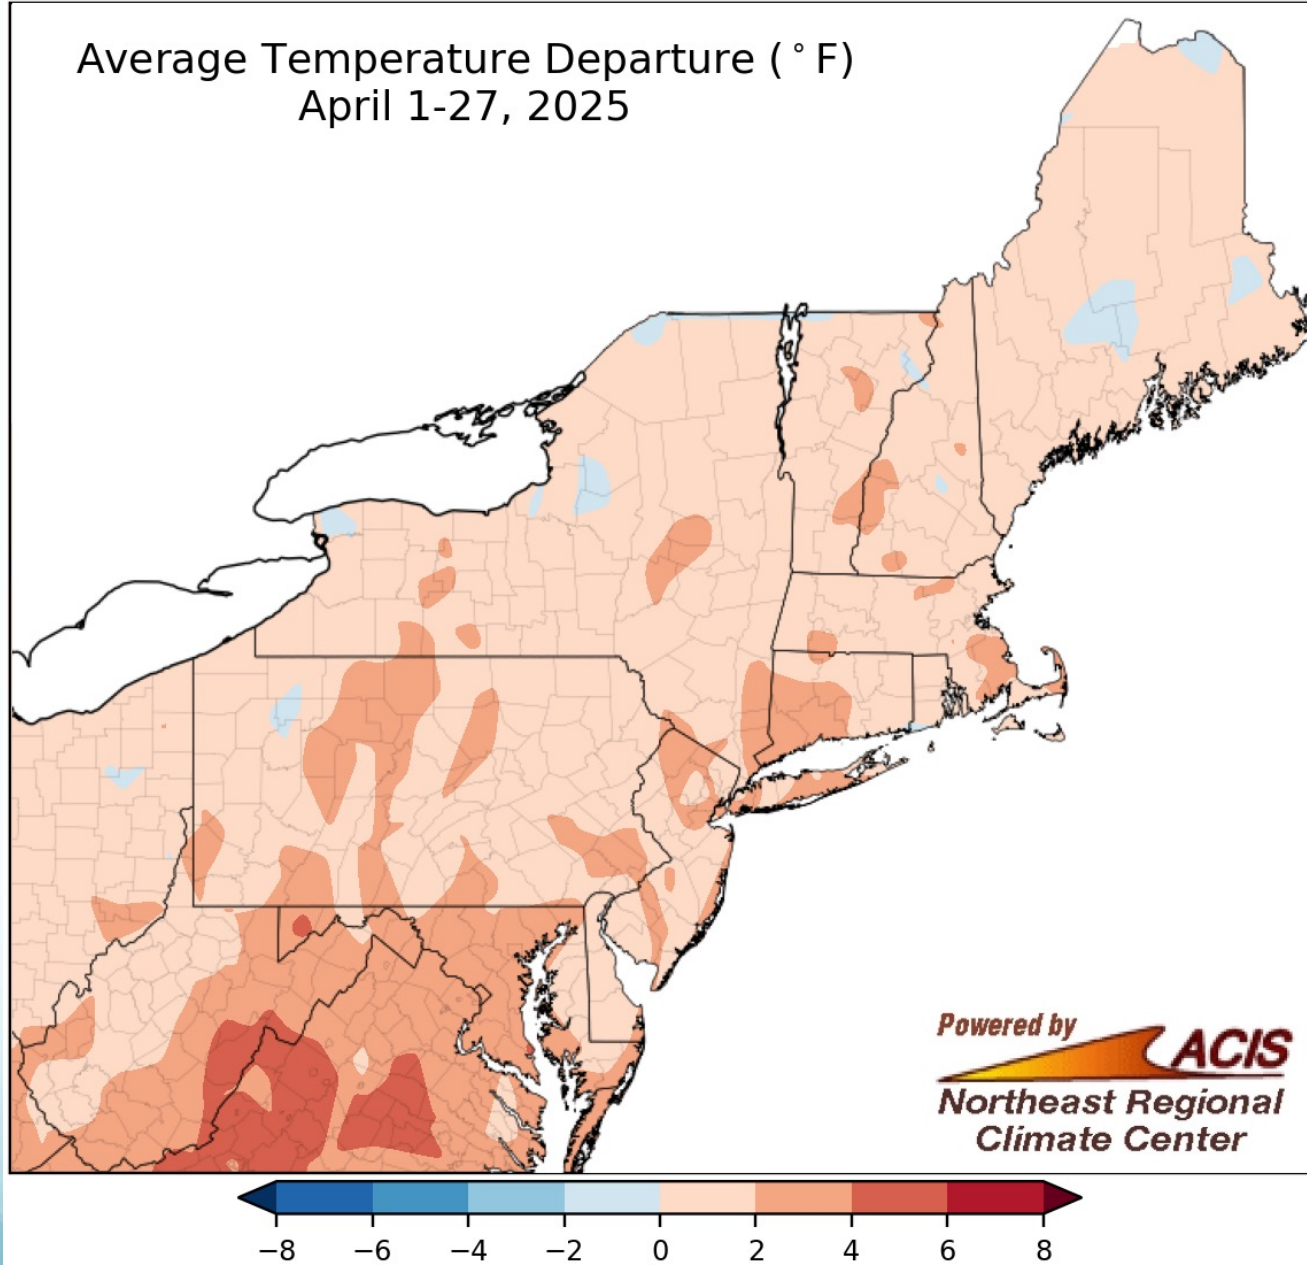 Average Temperature Departure (°F)
April 1-27, 2025
Powered by
ACIS
Northeast Regional
Climate Center
−8 −6 −4 −2 0 2 4 6 8